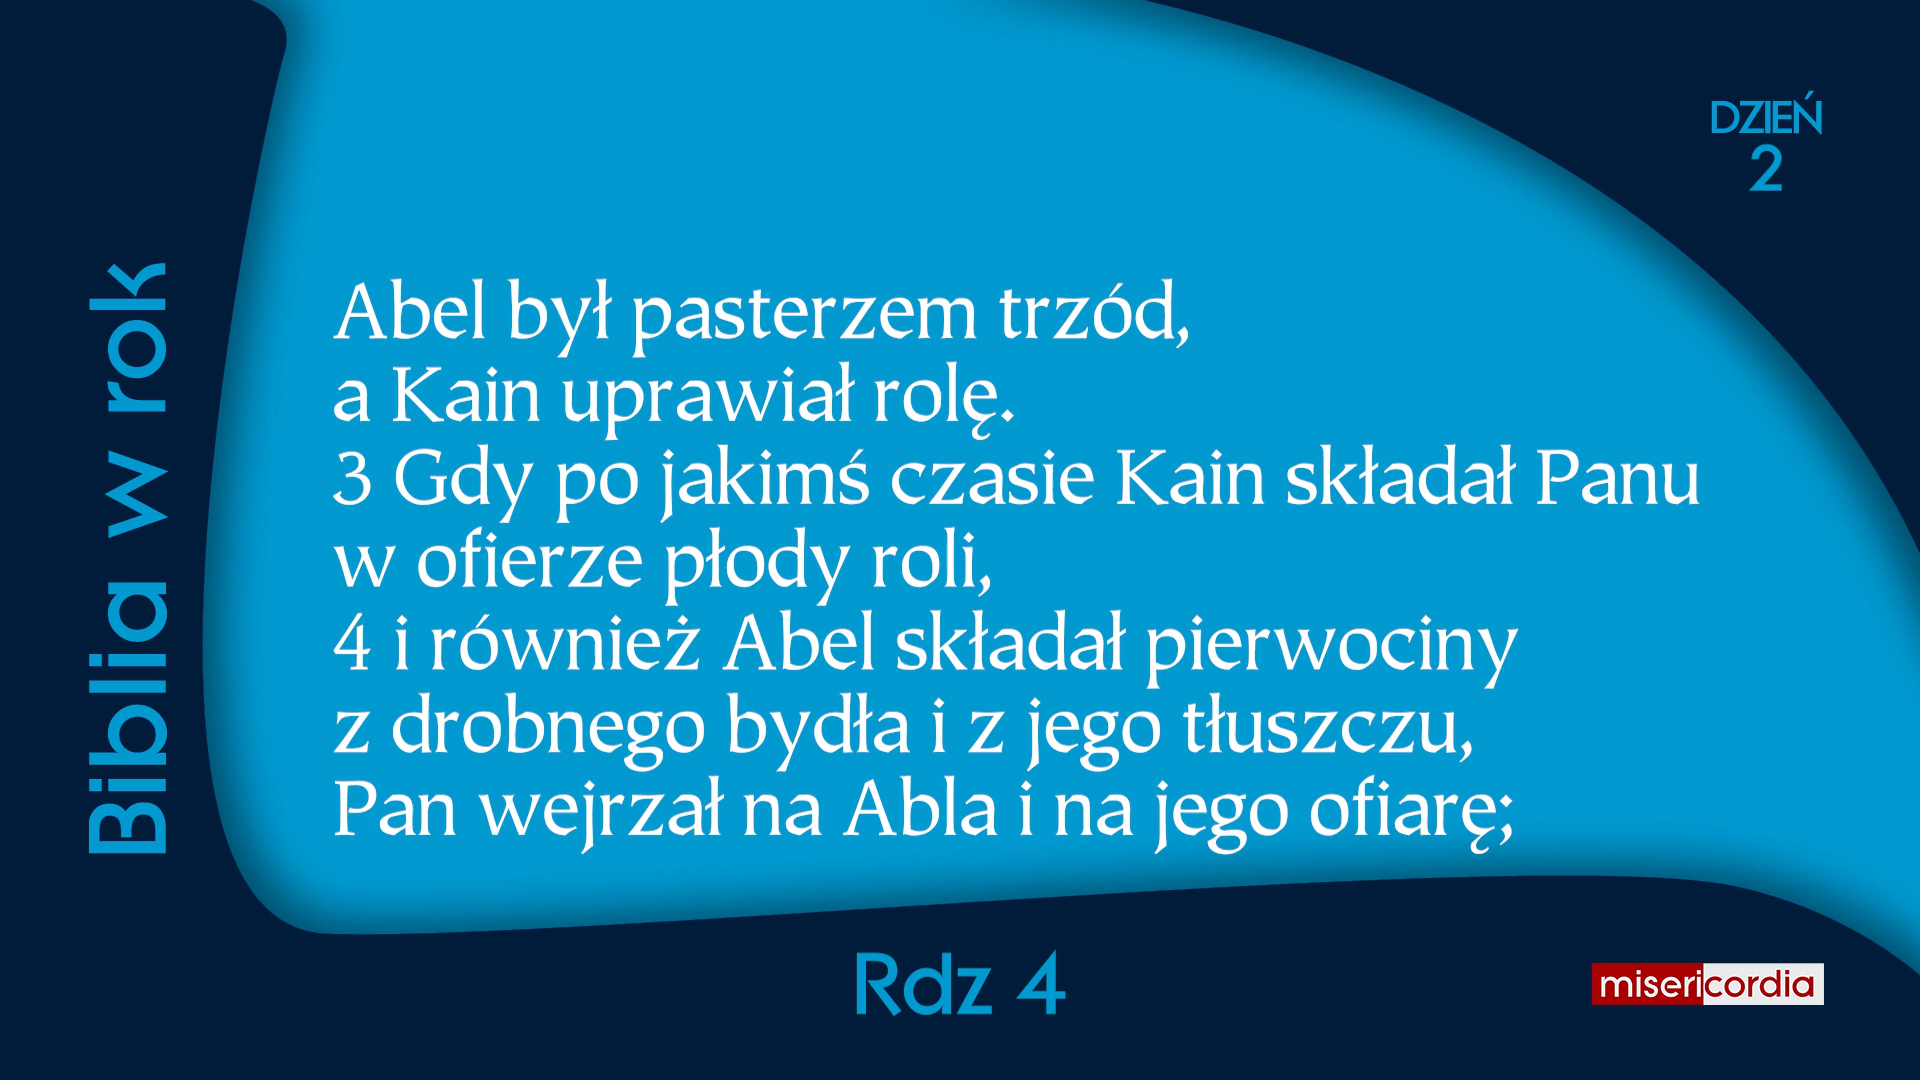 Biblia w rok
DZIEŃ
2
Abel był pasterzem trzód,
a Kain uprawiał rolę.
3 Gdy po jakimś czasie Kain składał Panu
w ofierze płody roli,
4 i również Abel składał pierwociny
z drobnego bydła i z jego tłuszczu,
Pan wejrzał na Abla i na jego ofiarę;
Rdz 4
misericordia